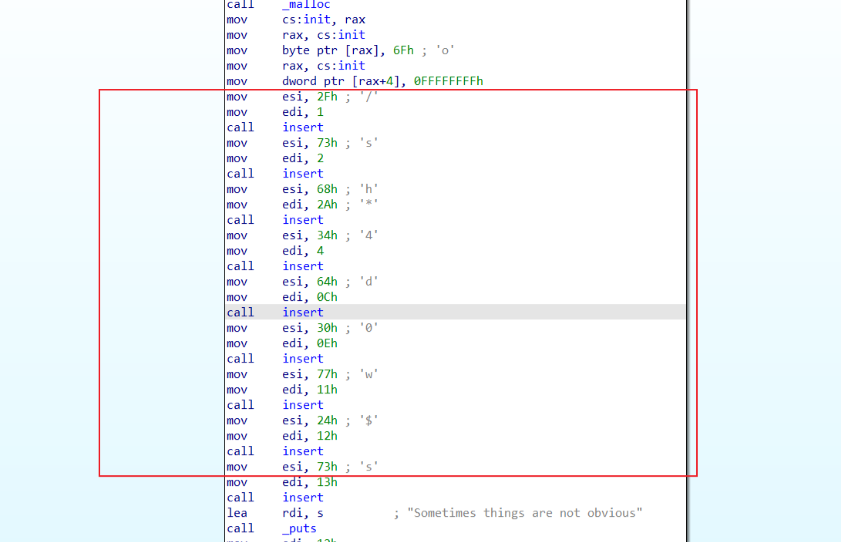 call    _malloc
mov     cs:init, rax
mov     rax, cs:init
mov     byte ptr [rax], 6Fh ; 'o'
mov     rax, cs:init
mov     dword ptr [rax+4], 0FFFFFFFFh
mov     esi, 2Fh ; '/'
mov     edi, 1
call    insert
mov     esi, 73h ; 's'
mov     edi, 2
call    insert
mov     esi, 68h ; 'h'
mov     edi, 2Ah ; '*'
call    insert
mov     esi, 34h ; '4'
mov     edi, 4
call    insert
mov     esi, 64h ; 'd'
mov     edi, 0Ch
call    insert
mov     esi, 30h ; '0'
mov     edi, 0Eh
call    insert
mov     esi, 77h ; 'w'
mov     edi, 11h
call    insert
mov     esi, 24h ; '$'
mov     edi, 12h
call    insert
mov     esi, 73h ; 's'
mov     edi, 13h
call    insert
lea     rdi, s          ; "Sometimes things are not obvious"
call    _puts